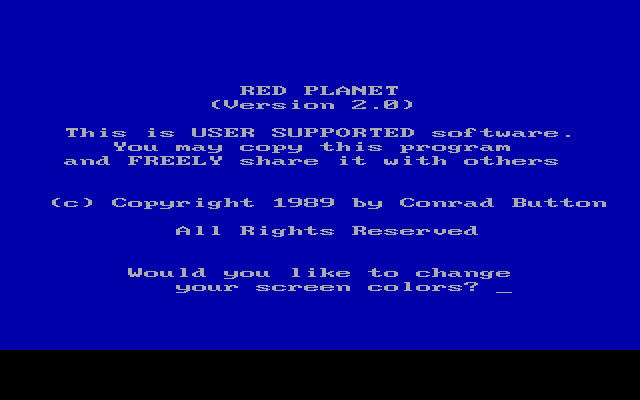 RED PLANET
(Version 2.0)
This is USER SUPPORTED software.
You may copy this program
and FREELY share it with others
(c) Copyright 1989 by Conrad Button
All Rights Reserved
Would you like to change
your screen colors? _